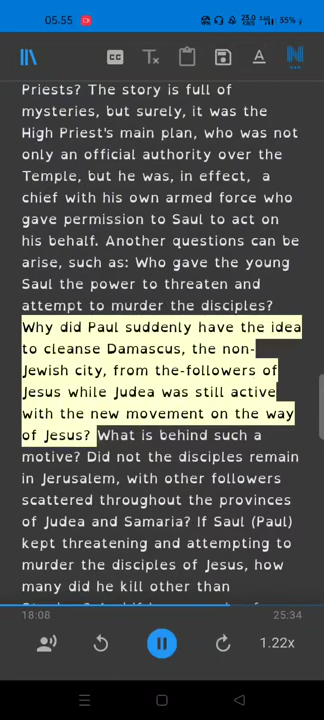 05.55
25.0 KB/s
55%
CC
Tx
A
N
Priests? The story is full of
mysteries, but surely, it was the
High Priest's main plan, who was not
only an official authority over the
Temple, but he was, in effect, a
chief with his own armed force who
gave permission to Saul to act on
his behalf. Another questions can be
arise, such as: Who gave the young
Saul the power to threaten and
attempt to murder the disciples?
Why did Paul suddenly have the idea
to cleanse Damascus, the non-
Jewish city, from the-followers of
Jesus while Judea was still active
with the new movement on the way
of Jesus? What is behind such a
motive? Did not the disciples remain
in Jerusalem, with other followers
scattered throughout the provinces
of Judea and Samaria? If Saul (Paul)
kept threatening and attempting to
murder the disciples of Jesus, how
many did he kill other than
18:08
25:34
1.22x